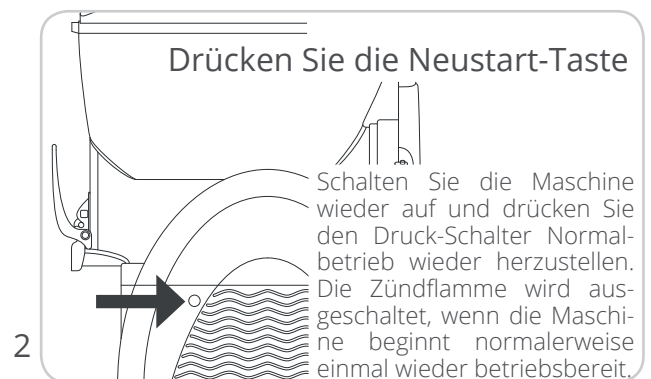 Drücken Sie die Neustart-Taste
Schalten Sie die Maschine
wieder auf und drücken Sie
den Druck-Schalter Normal-
betrieb wieder herzustellen.
Die Zündflamme wird aus-
geschaltet, wenn die Maschi-
ne beginnt normalerweise
einmal wieder betriebsbereit.
2